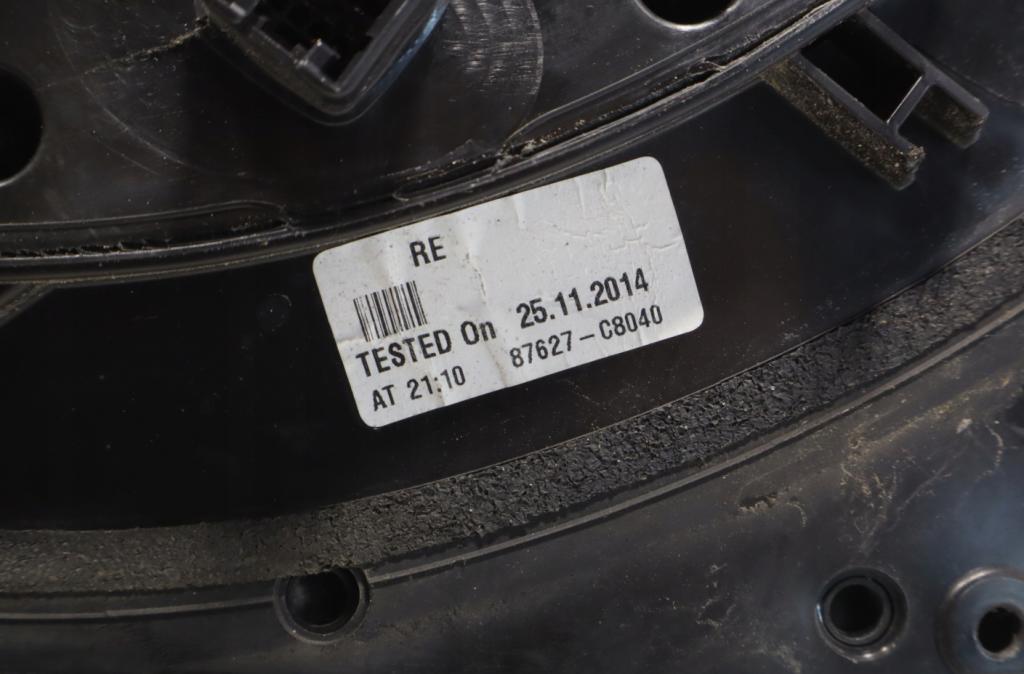 RE
TESTED On 25.11.2014
AT 21:10 87627-C8040